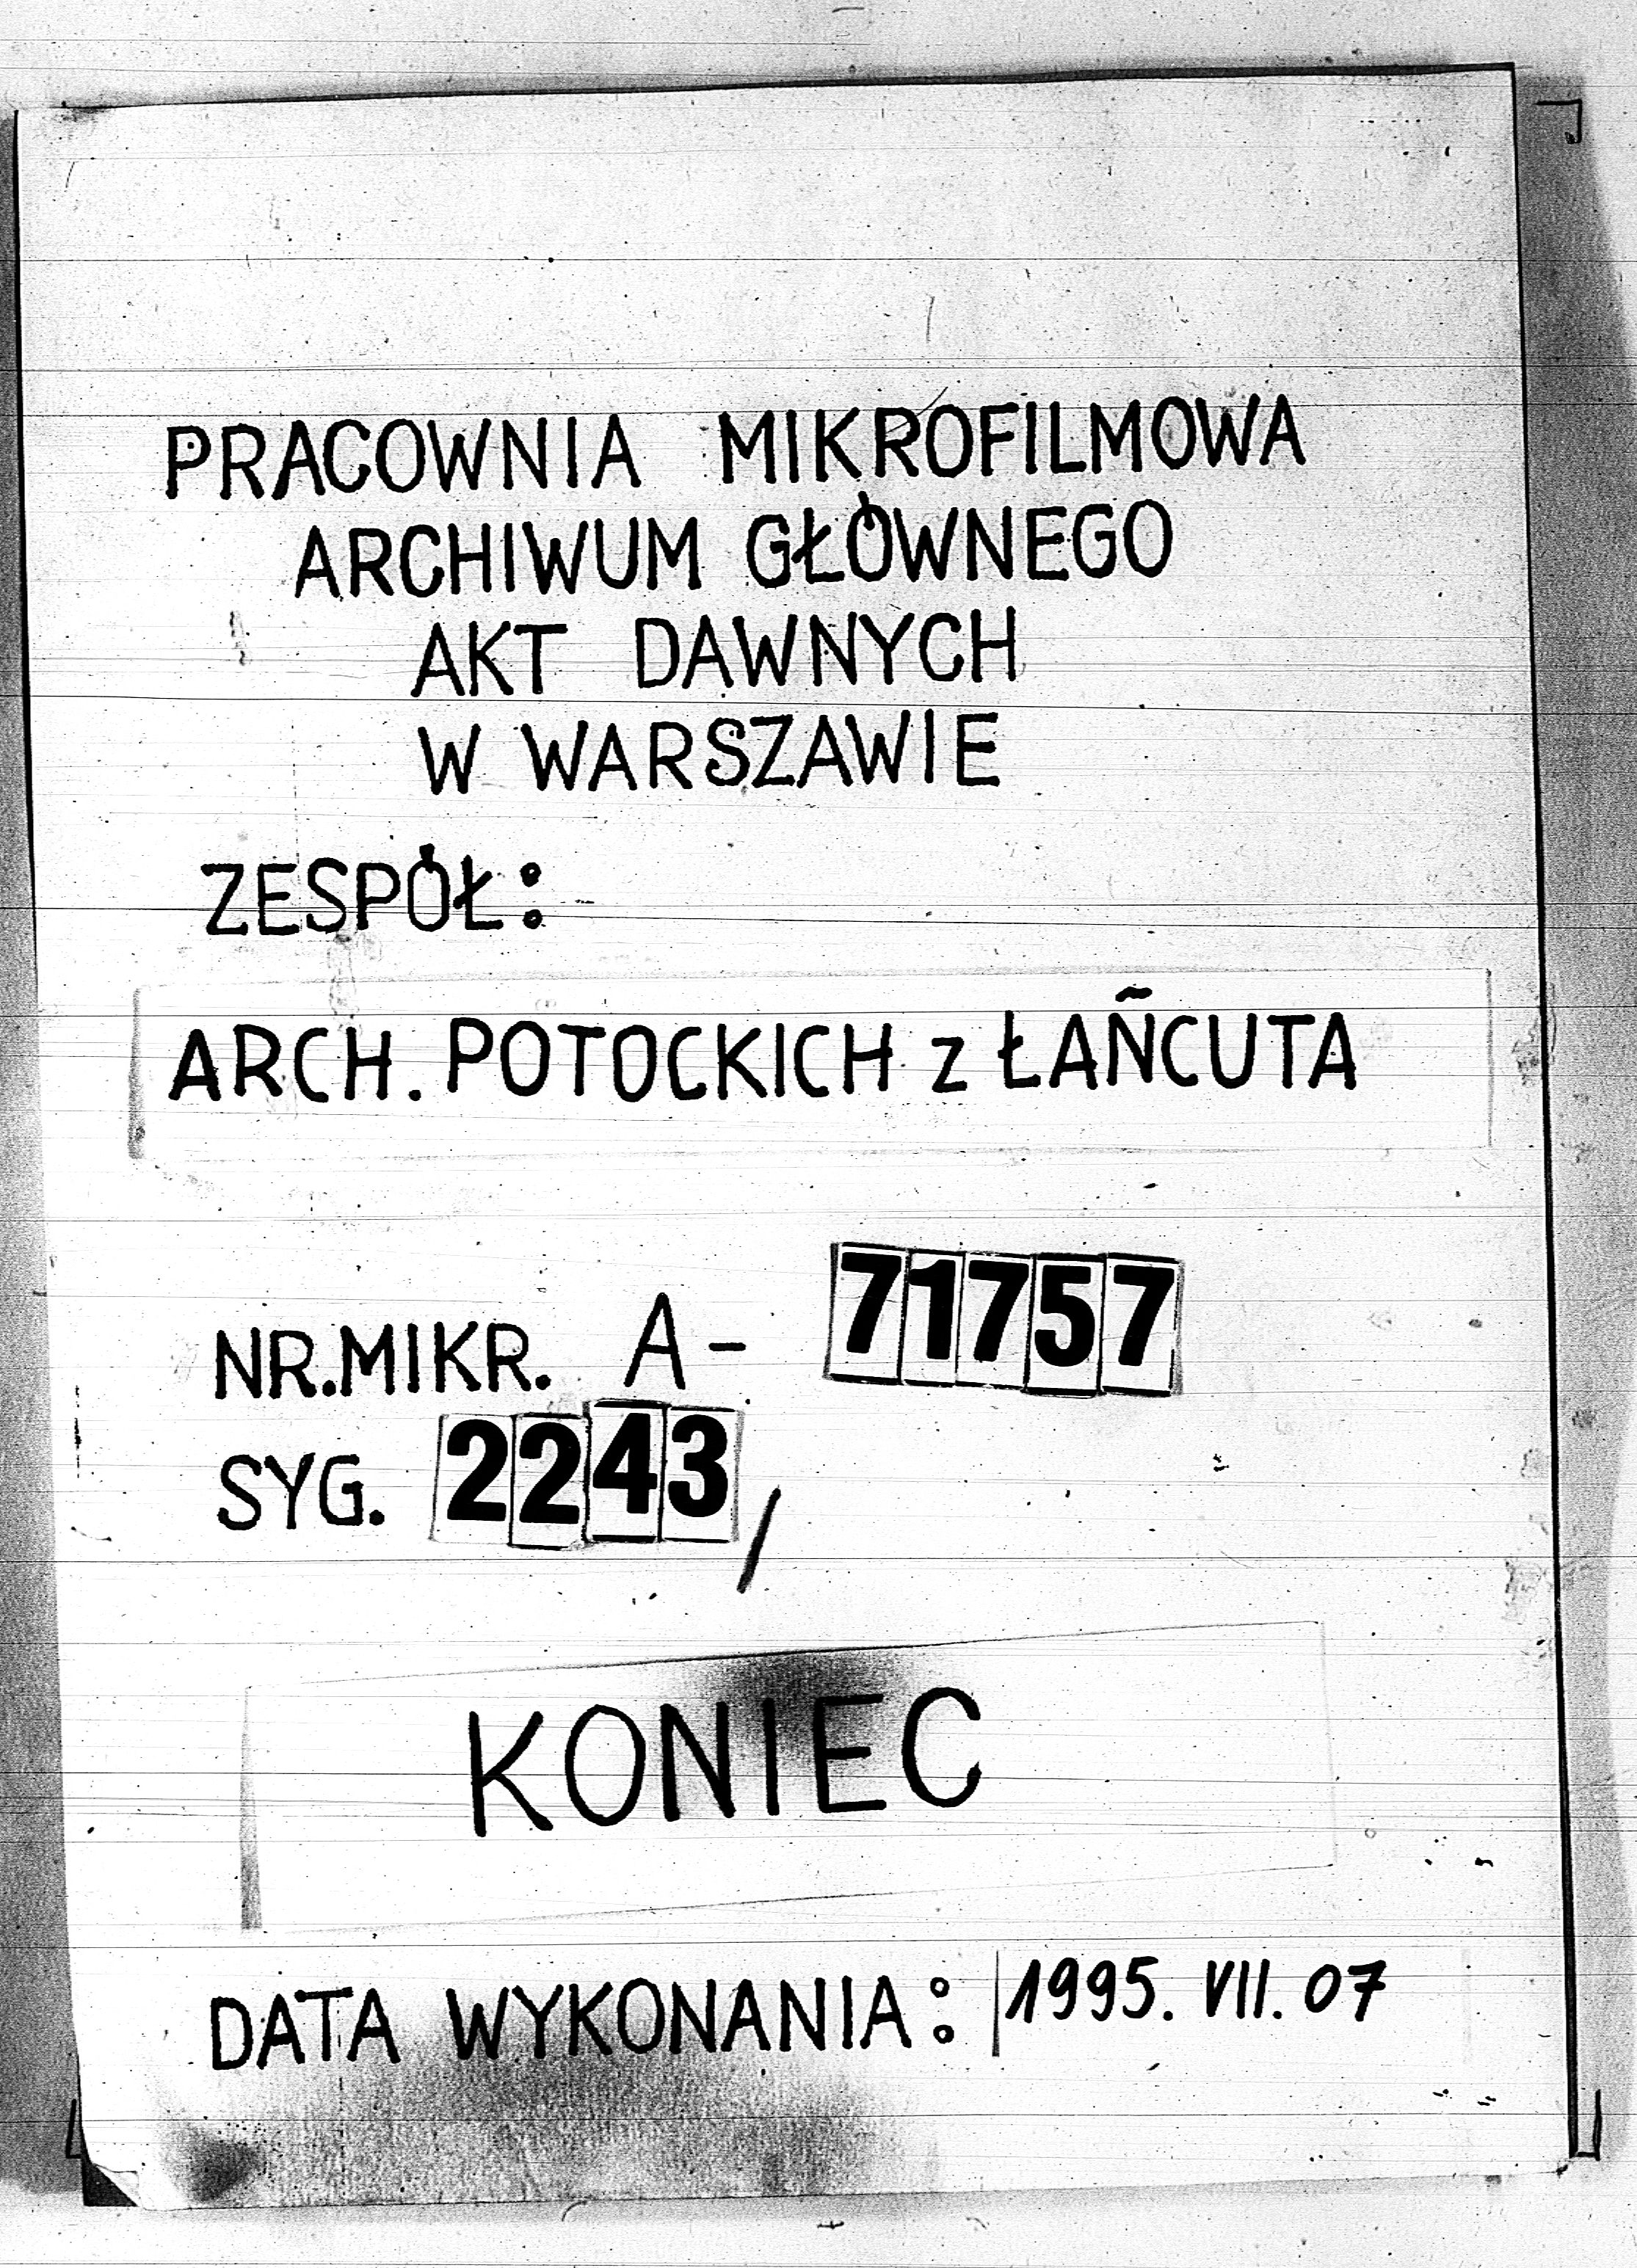 PRACOWNIA MIKROFILMOWA
ARCHIWUM GŁÓWNEGO
AKT DAWNYCH
W WARSZAWIE
ZESPÓŁ:
ARCH. POTOCKICH z ŁAŃCUTA
NR.MIKR. A- 71757
SYG. 2243,
KONIEC
DATA WYKONANIA: 1995. VII. 07